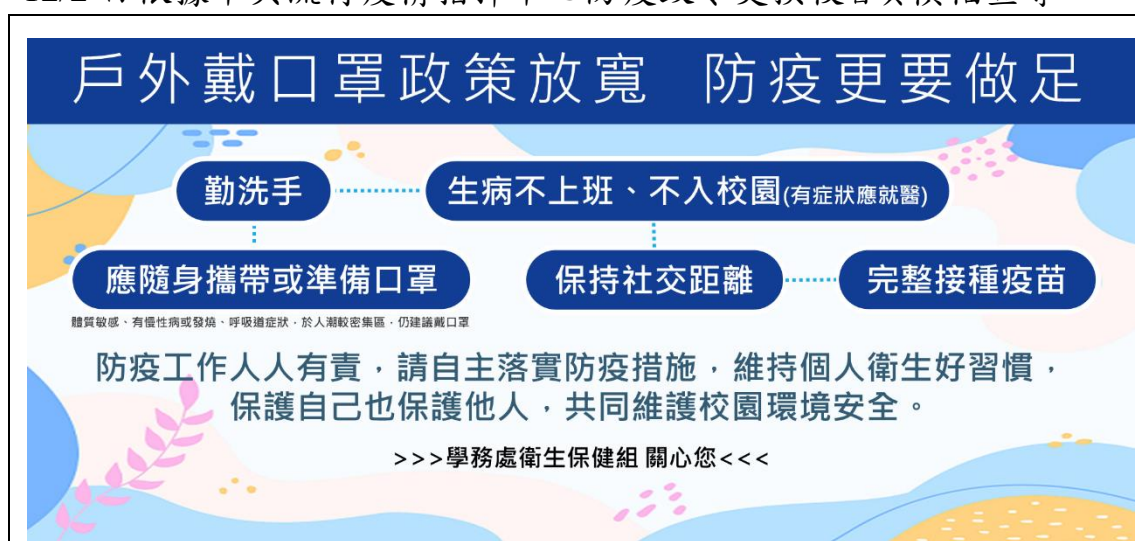 戶外戴口罩政策放寬 防疫更要做足
勤洗手
生病不上班、不入校園(有症狀應就醫)
應隨身攜帶或準備口罩
體質敏感、有慢性病或發燒、呼吸道症狀，於人潮較密集區，仍建議戴口罩
保持社交距離
完整接種疫苗
防疫工作人人有責，請自主落實防疫措施，維持個人衛生好習慣，
保護自己也保護他人，共同維護校園環境安全。
>>>學務處衛生保健組 關心您<<<